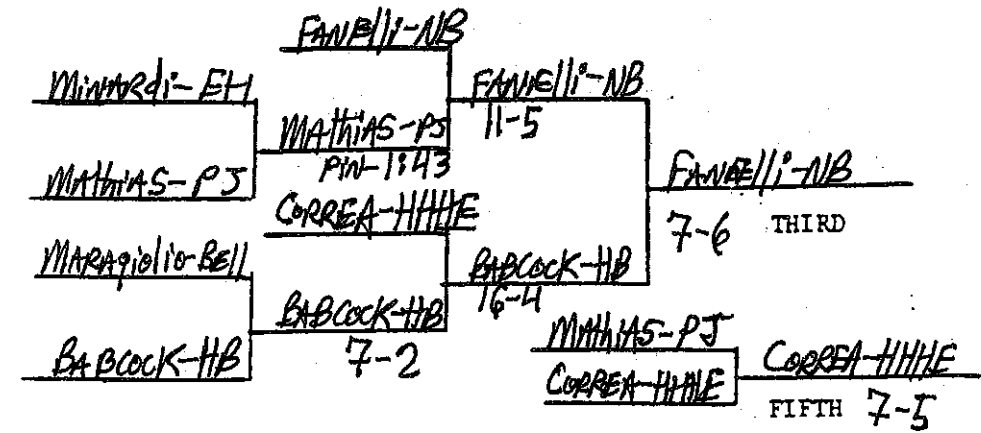 FANElli-NB
MiNARdi-EH
FANElli-NB
MAthiAS-PJ
11-5
PiN-1:43
MAthiAS-PJ
FANElli-NB
CORREA-HHHE
7-6 THIRD
MARAgiolio-BEll
BABCOCK-HB
16-4
BABCOCK-HB
MAthiAS-PJ
7-2
BABCOCK-HB
CORREA-HHHE
CORREA-HHHE
FIFTH 7-5